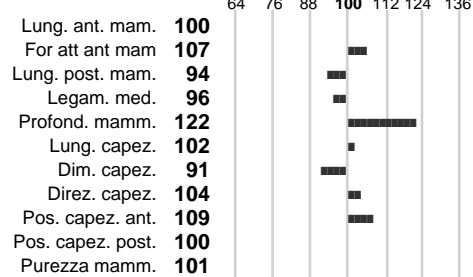 64 76 88 100 112 124 136
Lung. ant. mam. 100
For att ant mam 107
Lung. post. mam. 94
Legam. med. 96
Profond. mamm. 122
Lung. capez. 102
Dim. capez. 91
Direz. capez. 104
Pos. capez. ant. 109
Pos. capez. post. 100
Purezza mamm. 101